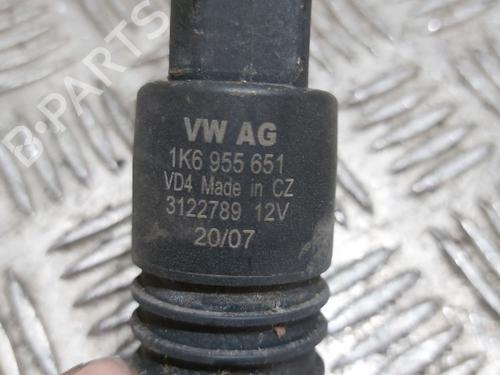 VW AG
1K6 955 651
VD4 Made in CZ
3122789 12V
20/07
B-PARTS